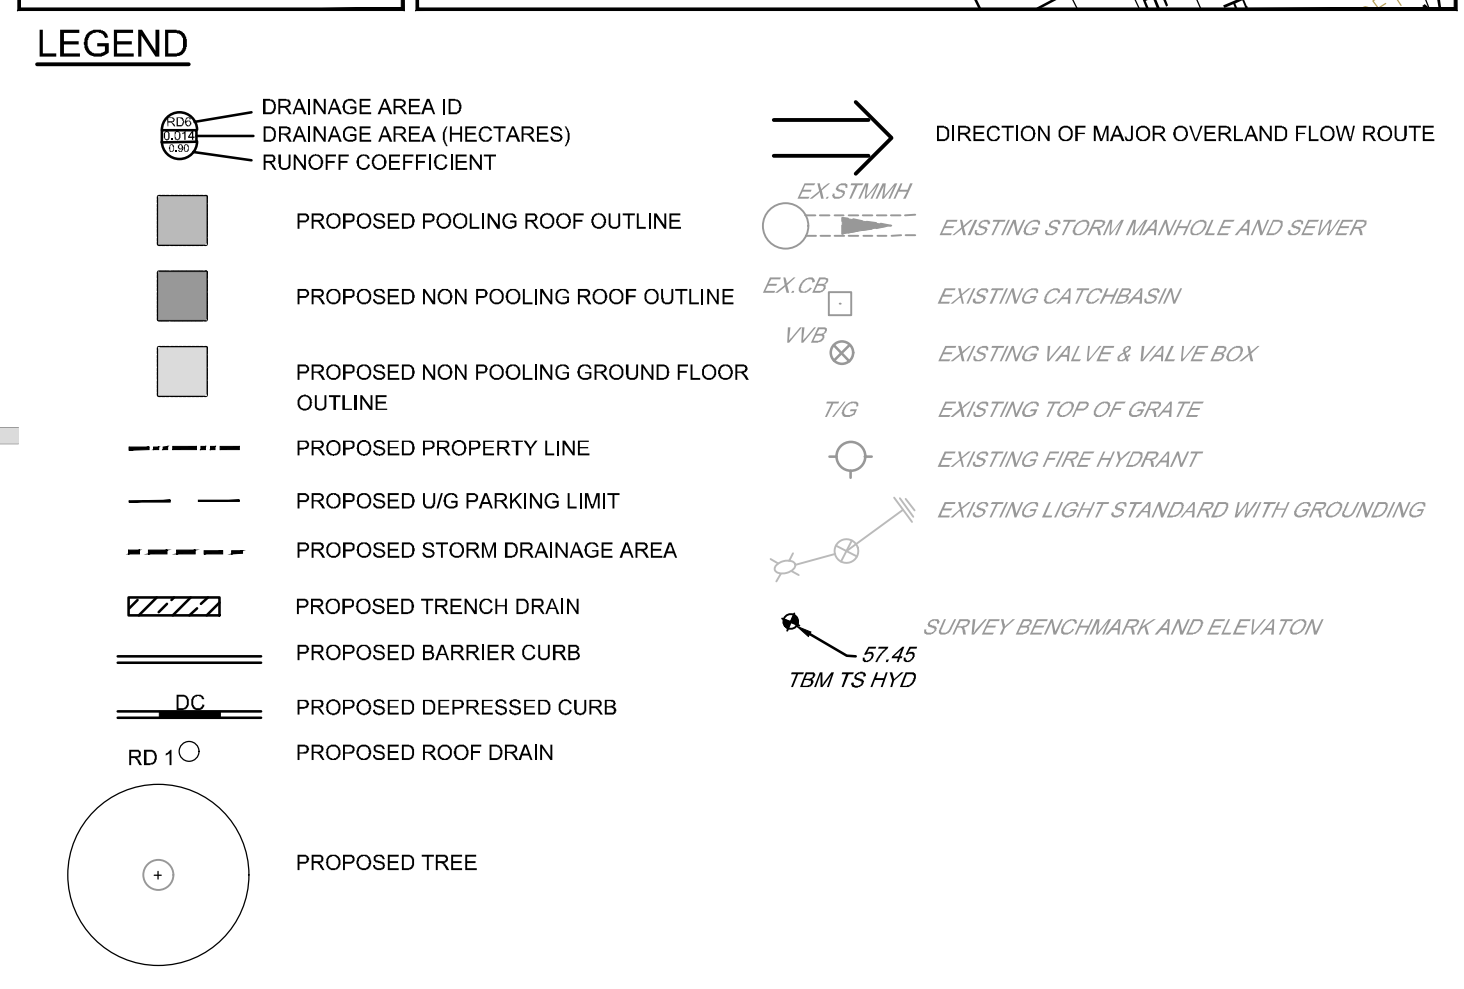 LEGEND
RD6
0.014
0.90
DRAINAGE AREA ID
DRAINAGE AREA (HECTARES)
RUNOFF COEFFICIENT
PROPOSED POOLING ROOF OUTLINE
PROPOSED NON POOLING ROOF OUTLINE
PROPOSED NON POOLING GROUND FLOOR
OUTLINE
PROPOSED PROPERTY LINE
PROPOSED U/G PARKING LIMIT
PROPOSED STORM DRAINAGE AREA
PROPOSED TRENCH DRAIN
PROPOSED BARRIER CURB
DC
PROPOSED DEPRESSED CURB
RD 1
PROPOSED ROOF DRAIN
PROPOSED TREE
DIRECTION OF MAJOR OVERLAND FLOW ROUTE
EX.STMMH
EXISTING STORM MANHOLE AND SEWER
EX.CB
EXISTING CATCHBASIN
VVB
EXISTING VALVE & VALVE BOX
T/G
EXISTING TOP OF GRATE
EXISTING FIRE HYDRANT
EXISTING LIGHT STANDARD WITH GROUNDING
SURVEY BENCHMARK AND ELEVATON
57.45
TBM TS HYD